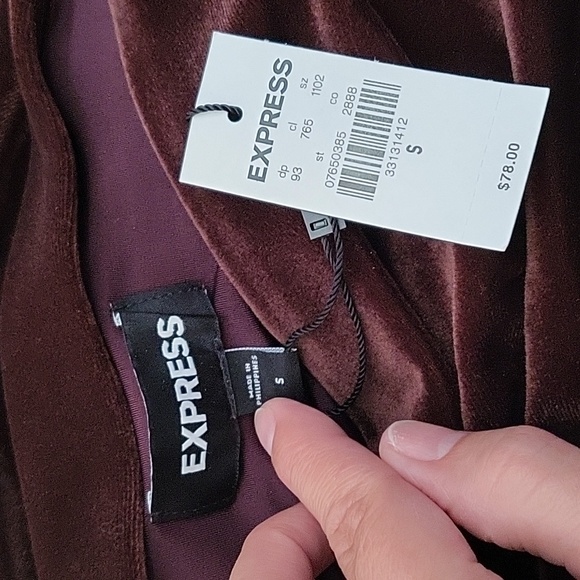 EXPRESS
dp cl sz
93 765 1102
st co
07650385 2888
33131412
S
$78.00
EXPRESS
MADE IN
PHILIPPINES
S